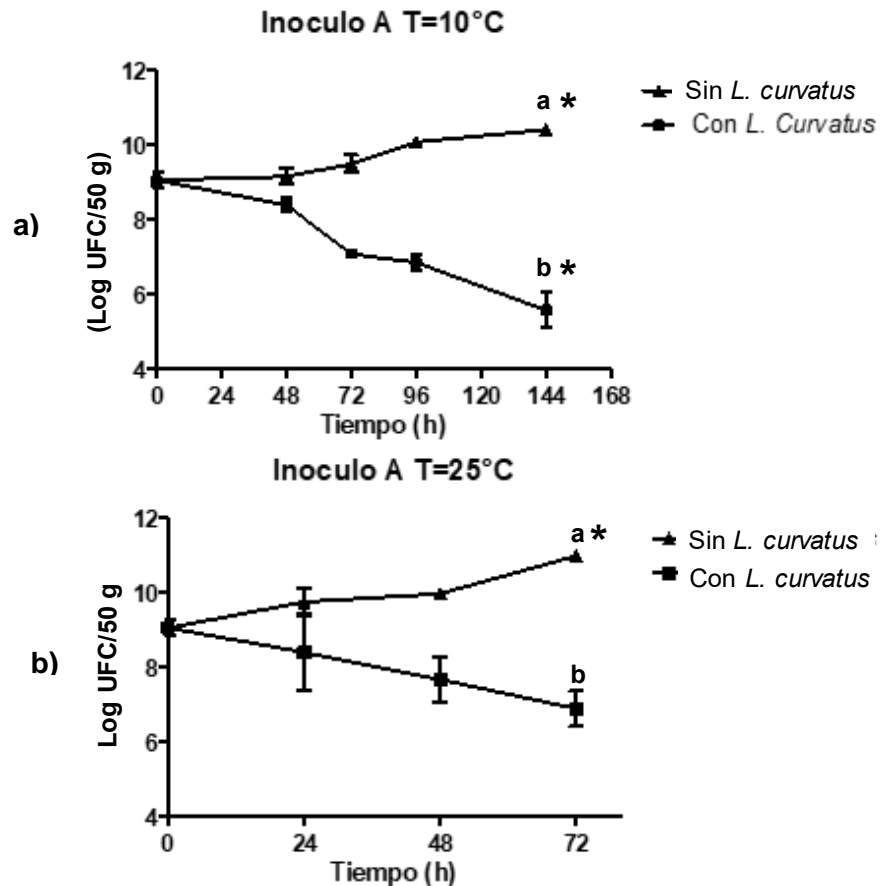 Inoculo A T=10°C
12
10
8
6
4
(Log UFC/50 g)
a)
a *
b *
Sin L. curvatus
Con L. Curvatus
0 24 48 72 96 120 144 168
Tiempo (h)
Inoculo A T=25°C
12
10
8
6
4
Log UFC/50 g
b)
a *
b
Sin L. curvatus
Con L. curvatus
0 24 48 72
Tiempo (h)